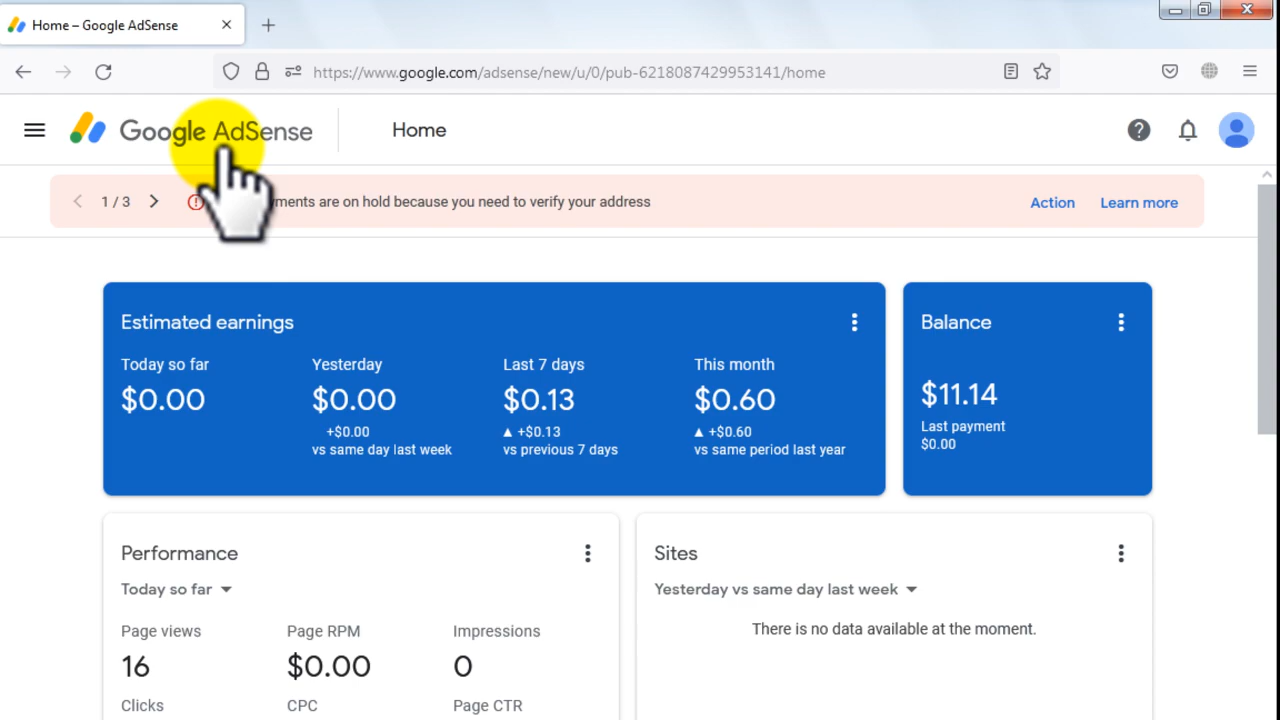 Home – Google AdSense
https://www.google.com/adsense/new/u/0/pub-6218087429953141/home
Google AdSense
Home
1 / 3
are on hold because you need to verify your address
Action
Learn more
Estimated earnings
Today so far
Yesterday
Last 7 days
This month
$0.00
$0.00
$0.13
$0.60
+$0.00
+$0.13
+$0.60
vs same day last week
vs previous 7 days
vs same period last year
Balance
$11.14
Last payment
$0.00
Performance
Today so far
Page views
Page RPM
Impressions
16
$0.00
0
Clicks
CPC
Page CTR
Sites
Yesterday vs same day last week
There is no data available at the moment.